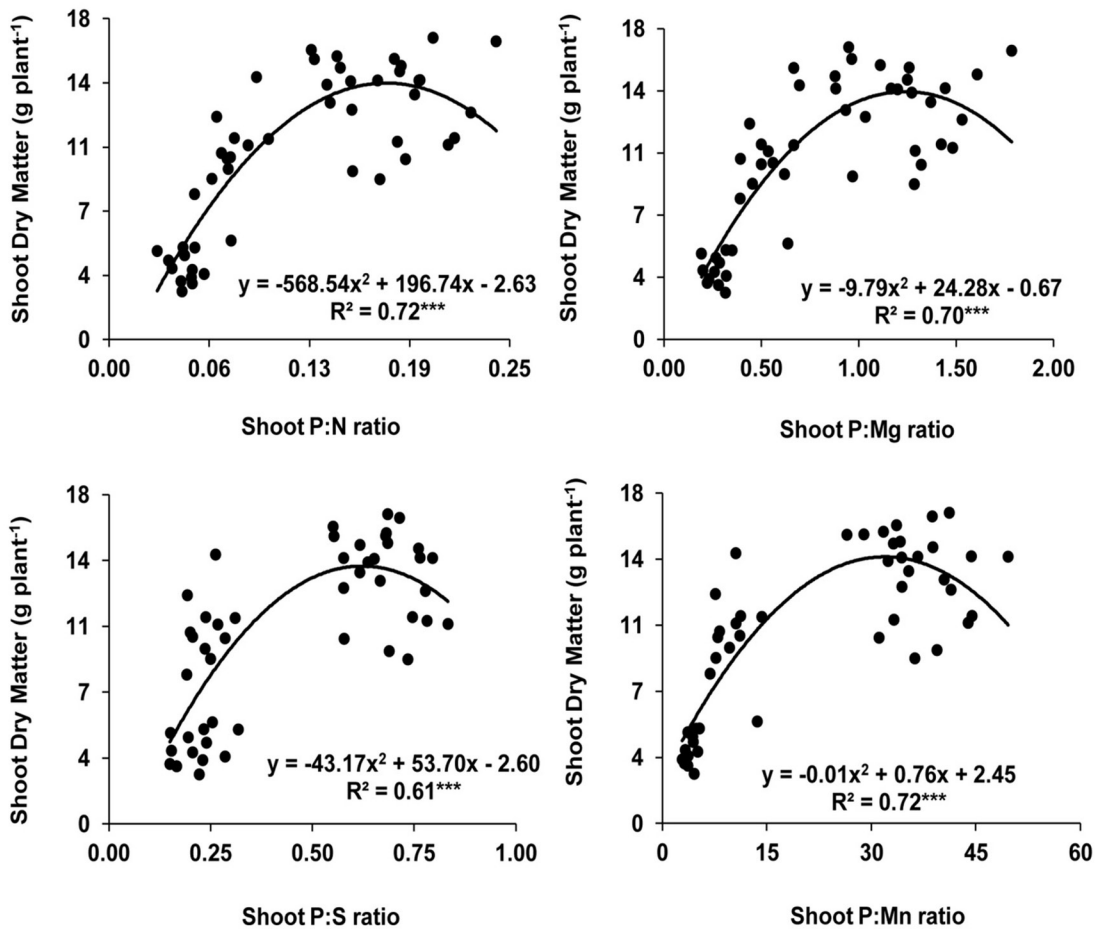 Shoot Dry Matter (g plant⁻¹)
18
14
11
7
4
0
y = -568.54x² + 196.74x - 2.63
R² = 0.72***
0.00 0.06 0.13 0.19 0.25
Shoot P:N ratio
Shoot Dry Matter (g plant⁻¹)
18
14
11
7
4
0
y = -9.79x² + 24.28x - 0.67
R² = 0.70***
0.00 0.50 1.00 1.50 2.00
Shoot P:Mg ratio
Shoot Dry Matter (g plant⁻¹)
18
14
11
7
4
0
y = -43.17x² + 53.70x - 2.60
R² = 0.61***
0.00 0.25 0.50 0.75 1.00
Shoot P:S ratio
Shoot Dry Matter (g plant⁻¹)
18
14
11
7
4
0
y = -0.01x² + 0.76x + 2.45
R² = 0.72***
0 15 30 45 60
Shoot P:Mn ratio